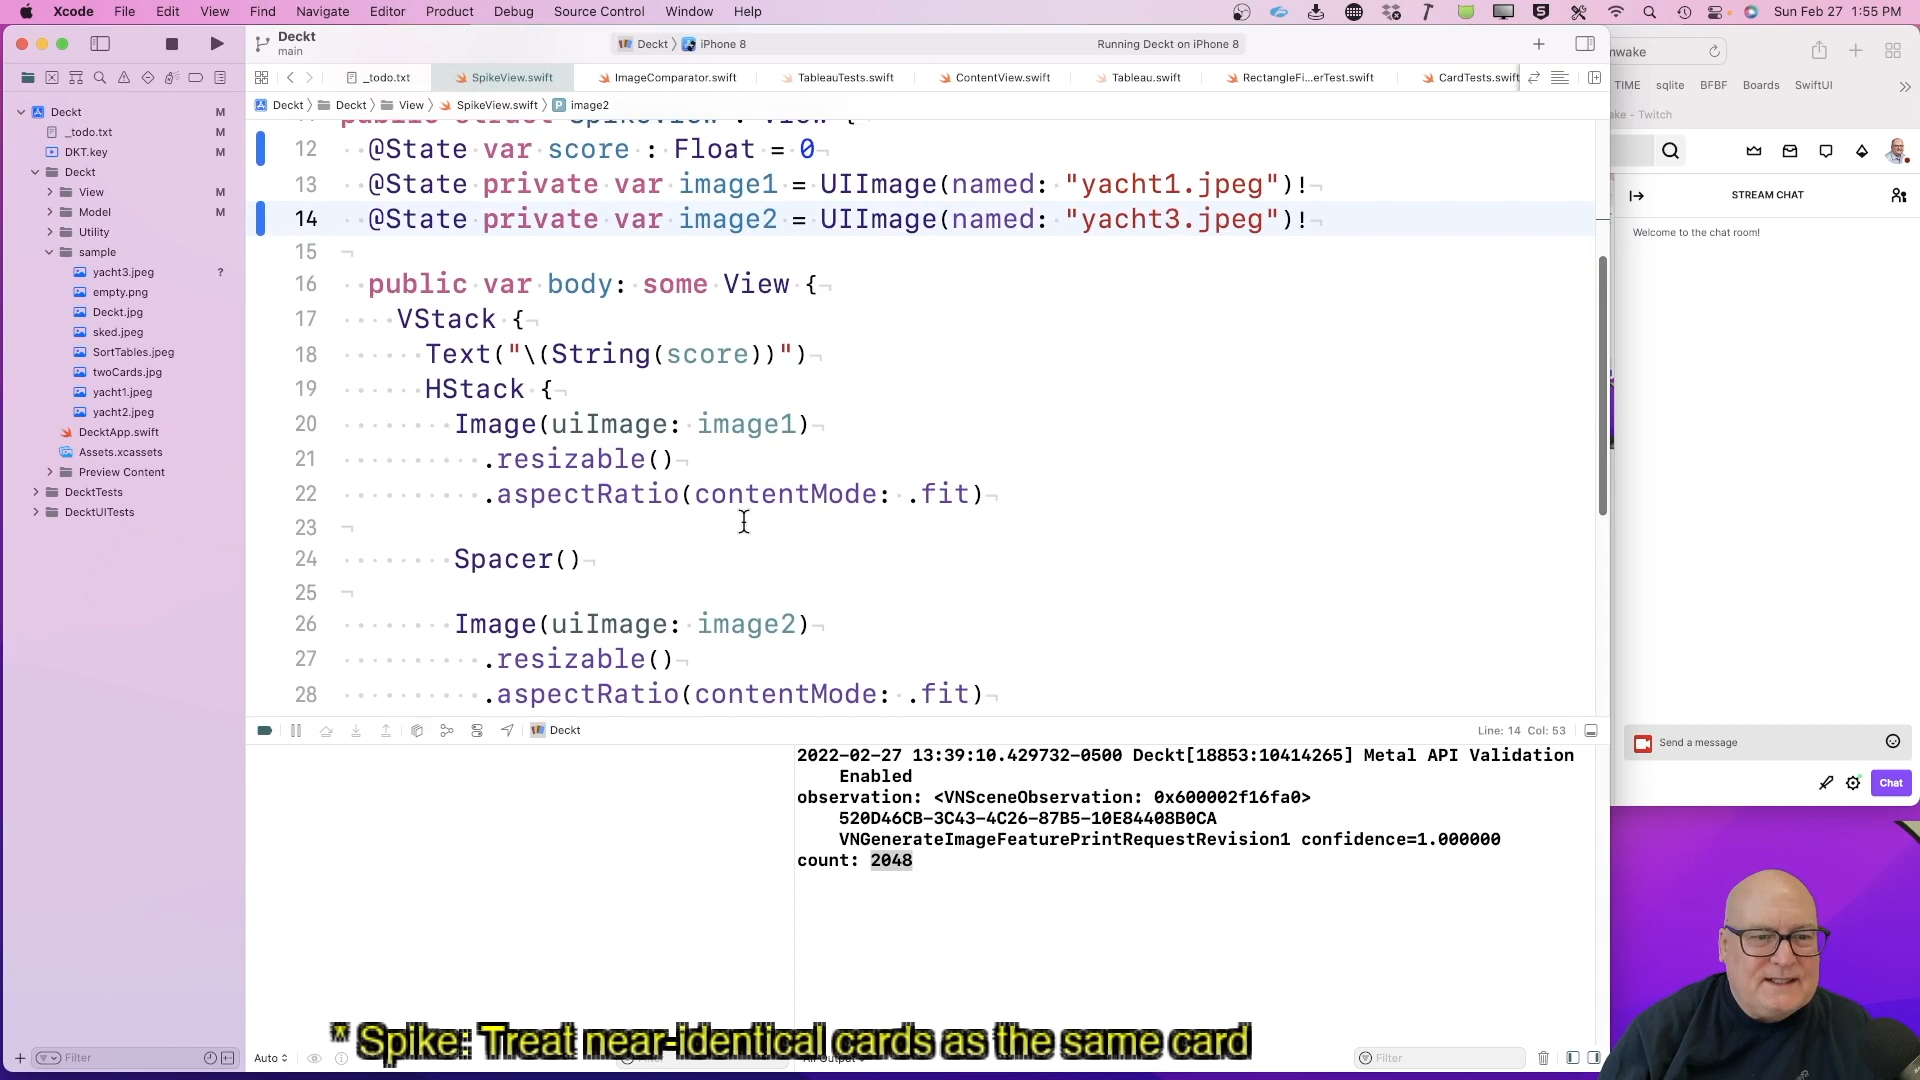 Xcode File Edit View Find Navigate Editor Product Debug Source Control Window Help
Sun Feb 27 1:55 PM
Deckt
main
Deckt iPhone 8
Running Deckt on iPhone 8
_todo.txt SpikeView.swift ImageComparator.swift TableauTests.swift ContentView.swift Tableau.swift RectangleFi...erTest.swift CardTests.swift
Deckt Deckt View SpikeView.swift P image2
Deckt M
_todo.txt M
DKT.key M
Deckt
View M
Model M
Utility
sample
yacht3.jpeg ?
empty.png
Deckt.jpg
sked.jpeg
SortTables.jpeg
twoCards.jpg
yacht1.jpeg
yacht2.jpeg
DecktApp.swift
Assets.xcassets
Preview Content
DecktTests
DecktUITests
Filter
public struct SpikeView : View {
12 @State var score : Float = 0
13 @State private var image1 = UIImage(named: "yacht1.jpeg")!
14 @State private var image2 = UIImage(named: "yacht3.jpeg")!
15
16 public var body: some View {
17 VStack {
18 Text("\(String(score))")
19 HStack {
20 Image(uiImage: image1)
21 .resizable()
22 .aspectRatio(contentMode: .fit)
23
24 Spacer()
25
26 Image(uiImage: image2)
27 .resizable()
28 .aspectRatio(contentMode: .fit)
Deckt
Line: 14 Col: 53
2022-02-27 13:39:10.429732-0500 Deckt[18853:10414265] Metal API Validation
Enabled
observation: <VNSceneObservation: 0x600002f16fa0>
520D46CB-3C43-4C26-87B5-10E84408B0CA
VNGenerateImageFeaturePrintRequestRevision1 confidence=1.000000
count: 2048
* Spike: Treat near-identical cards as the same card
Auto
Output
Filter
Filter
nwake
TIME sqlite BFBF Boards SwiftUI
ake - Twitch
STREAM CHAT
Welcome to the chat room!
Send a message
Chat